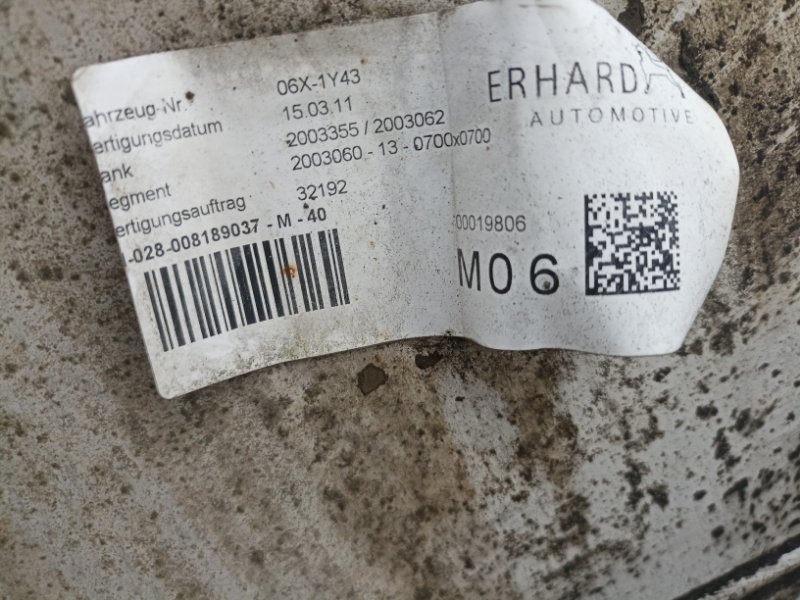 ahrzeug-Nr. 06X-1Y43
ertigungsdatum 15.03.11
ank 2003355 / 2003062
2003060 - 13 - 0700x0700
egment
ertigungsauftrag 32192
-028-008189037 - M - 40
ERHARD
AUTOMOTIVE
00019806
M06